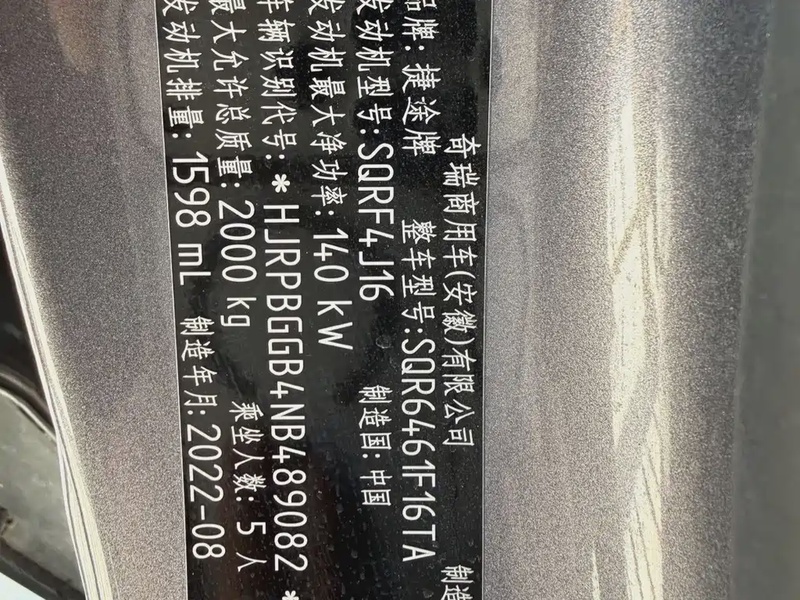 奇瑞商用车(安徽)有限公司 制造
品牌: 捷途牌 整车型号:SQR6461F16TA
发动机型号:SQRF4J16 制造国: 中国
发动机最大净功率: 140 kW
车辆识别代号: *HJRPBGGB4NB489082*
最大允许总质量: 2000 kg 乘坐人数: 5 人
发动机排量: 1598 mL 制造年月: 2022-08